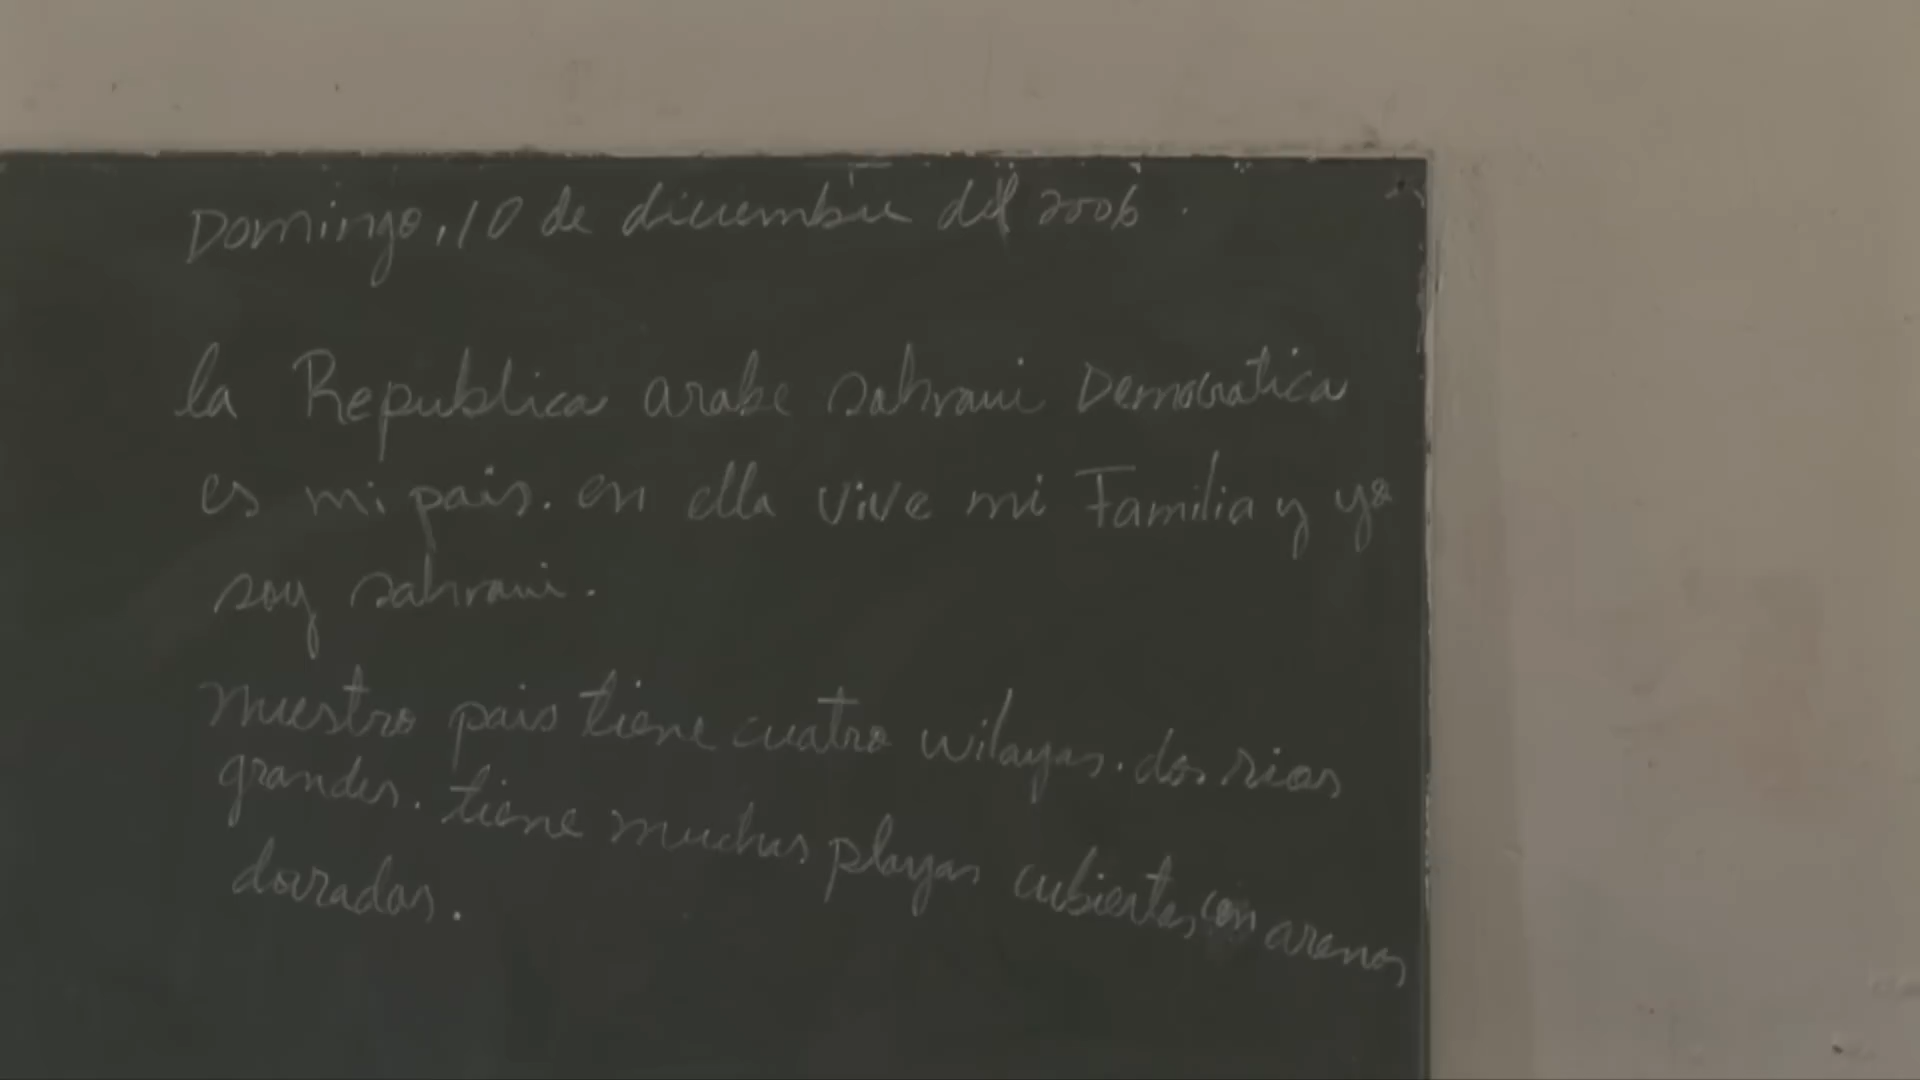 Domingo, 10 de diciembre del 2006.
la Republica arabe sahraui Democratica
es mi pais. en ella vive mi Familia y yo
soy sahraui.
nuestro pais tiene cuatro wilayas. dos rios
grandes. tiene muchas playas cubiertas con arenas
doradas.